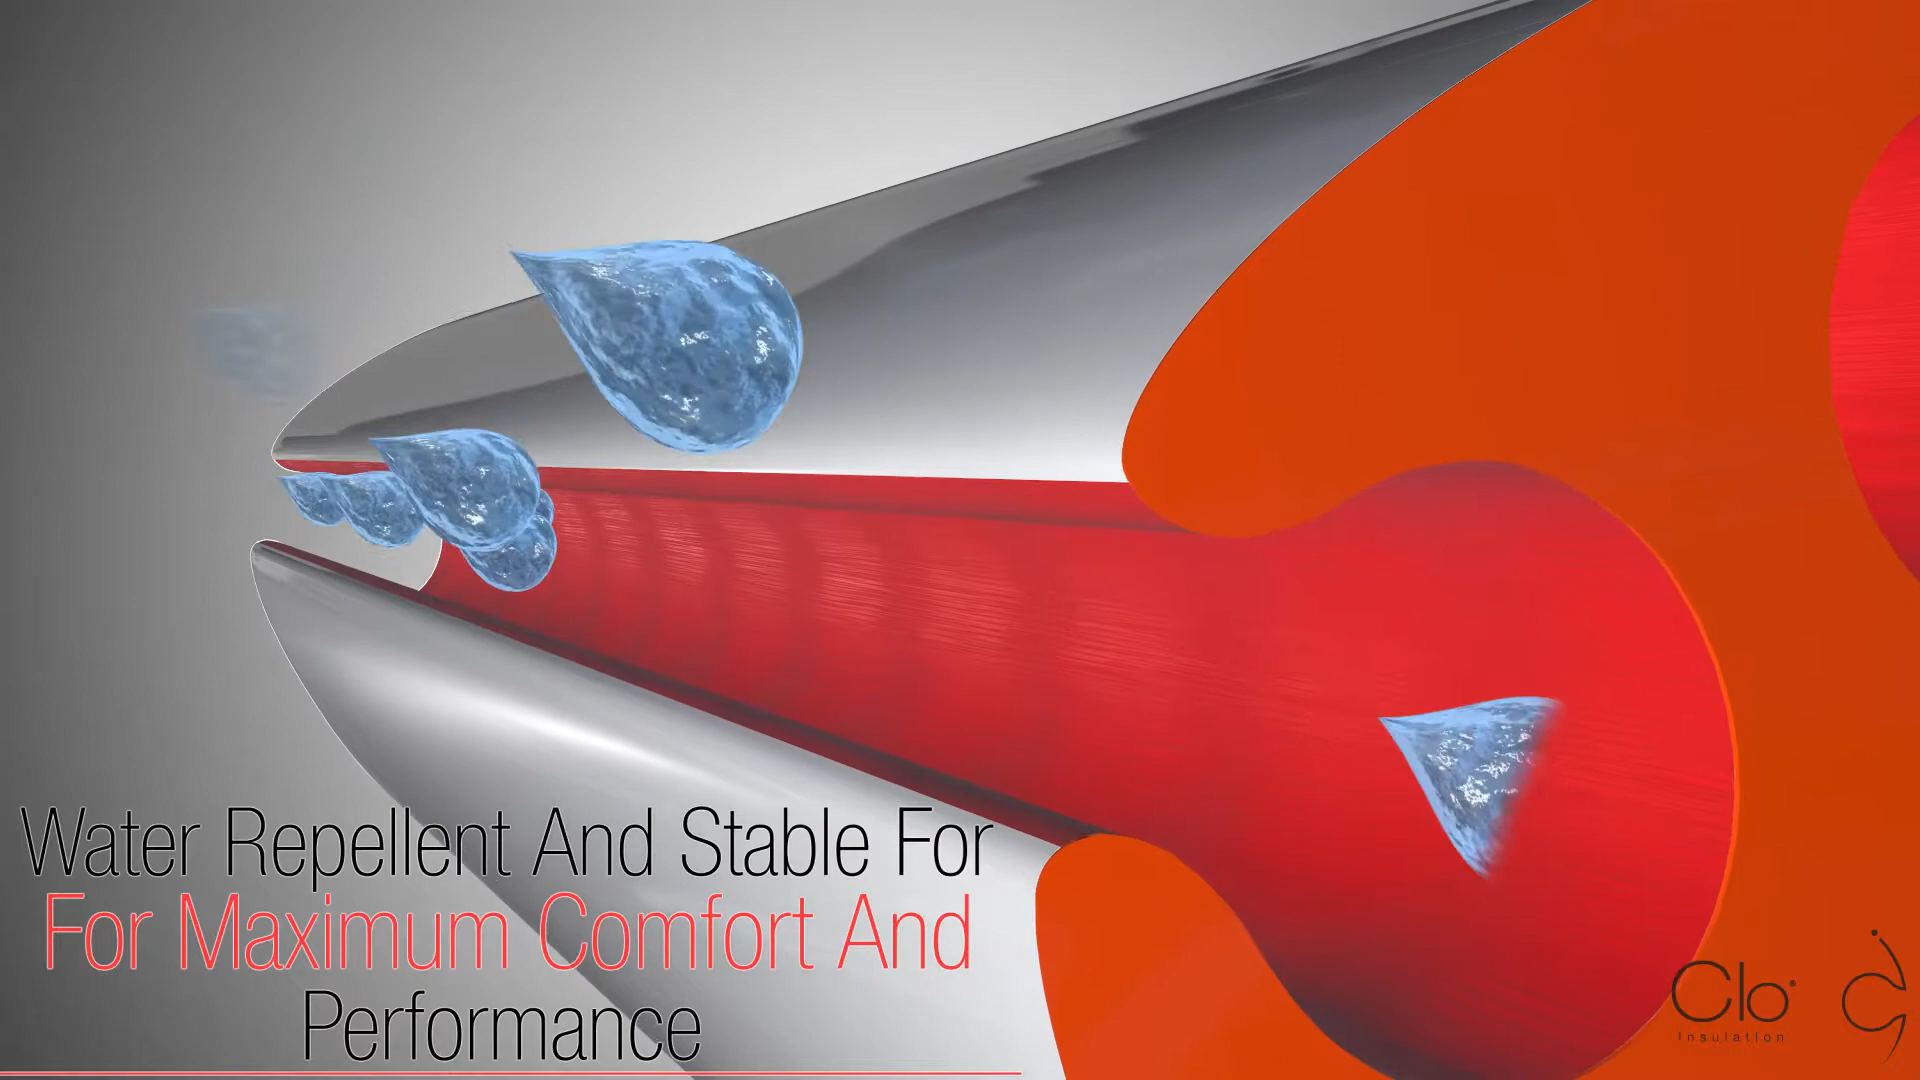 Water Repellent And Stable For
For Maximum Comfort And
Performance
Clo
Insulation